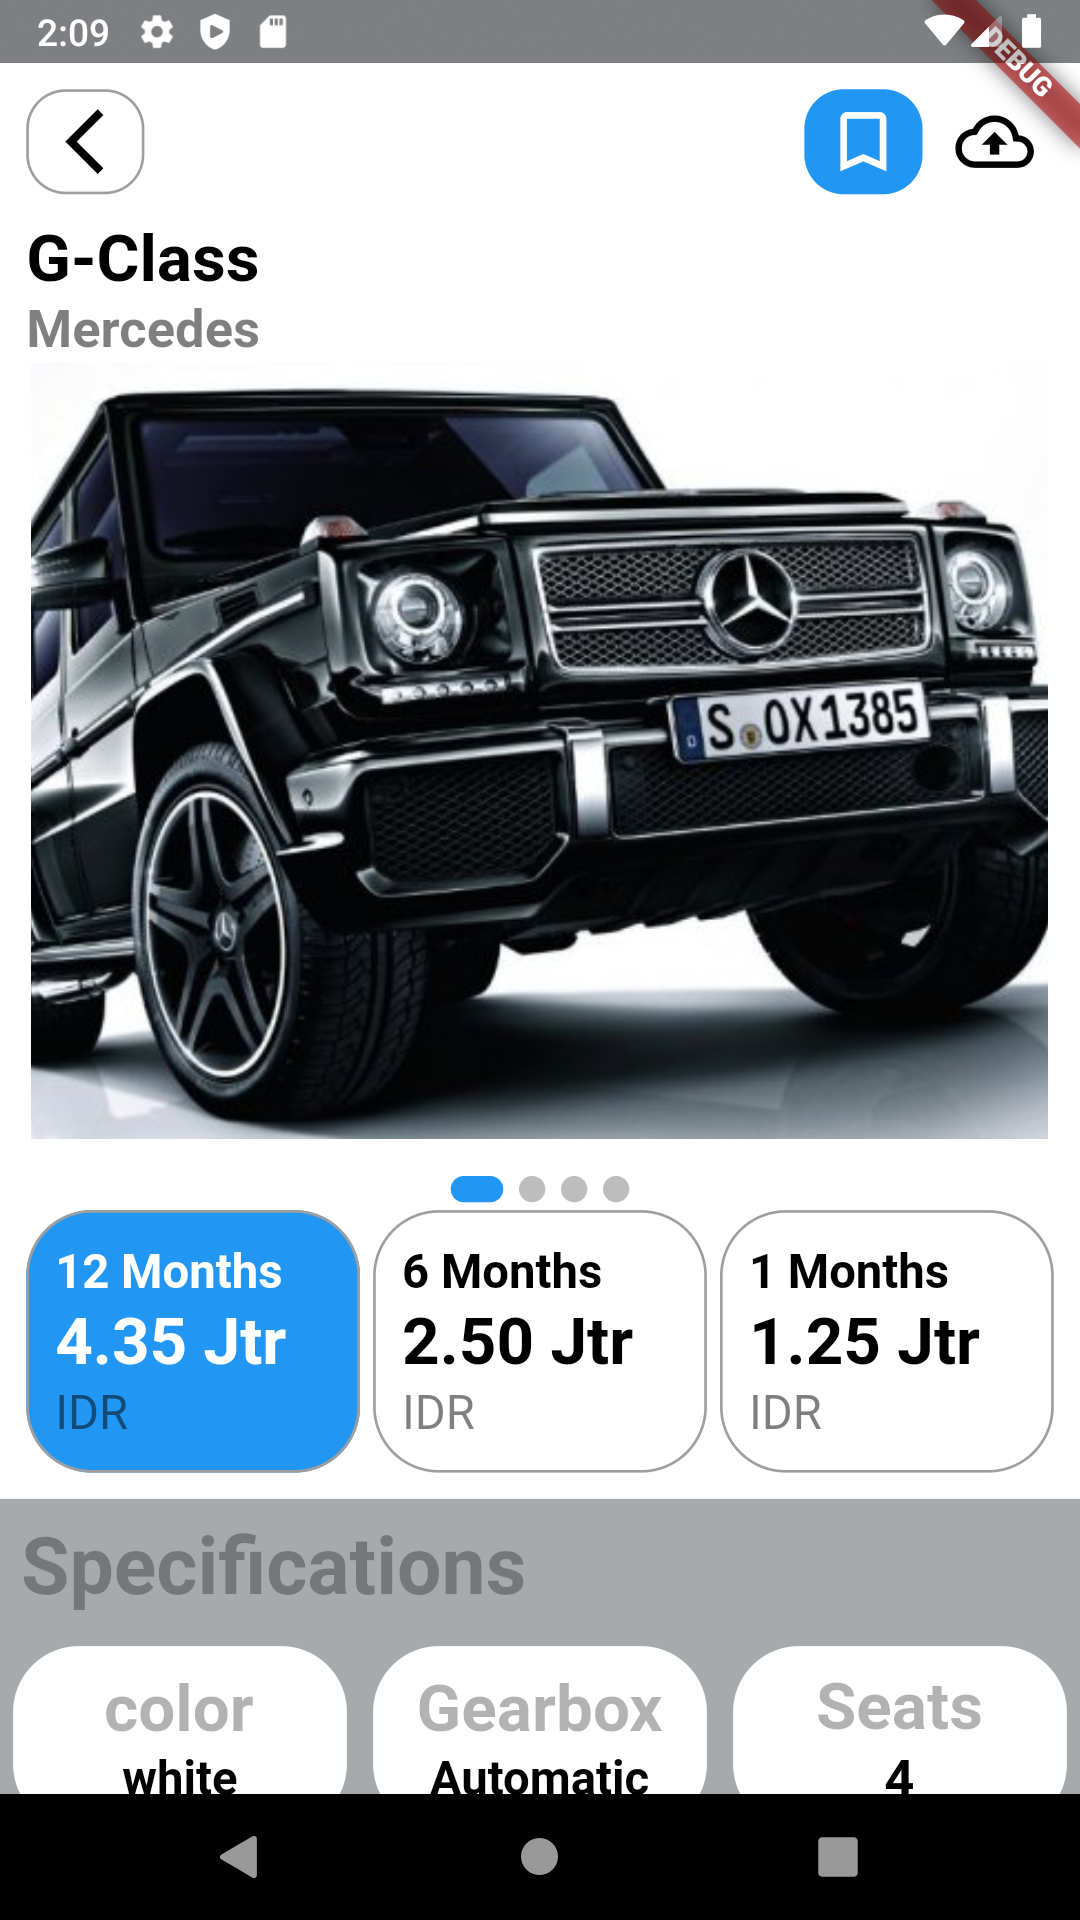 2:09
DEBUG
G-Class
Mercedes
S OX1385
12 Months
4.35 Jtr
IDR
6 Months
2.50 Jtr
IDR
1 Months
1.25 Jtr
IDR
Specifications
color
white
Gearbox
Automatic
Seats
4